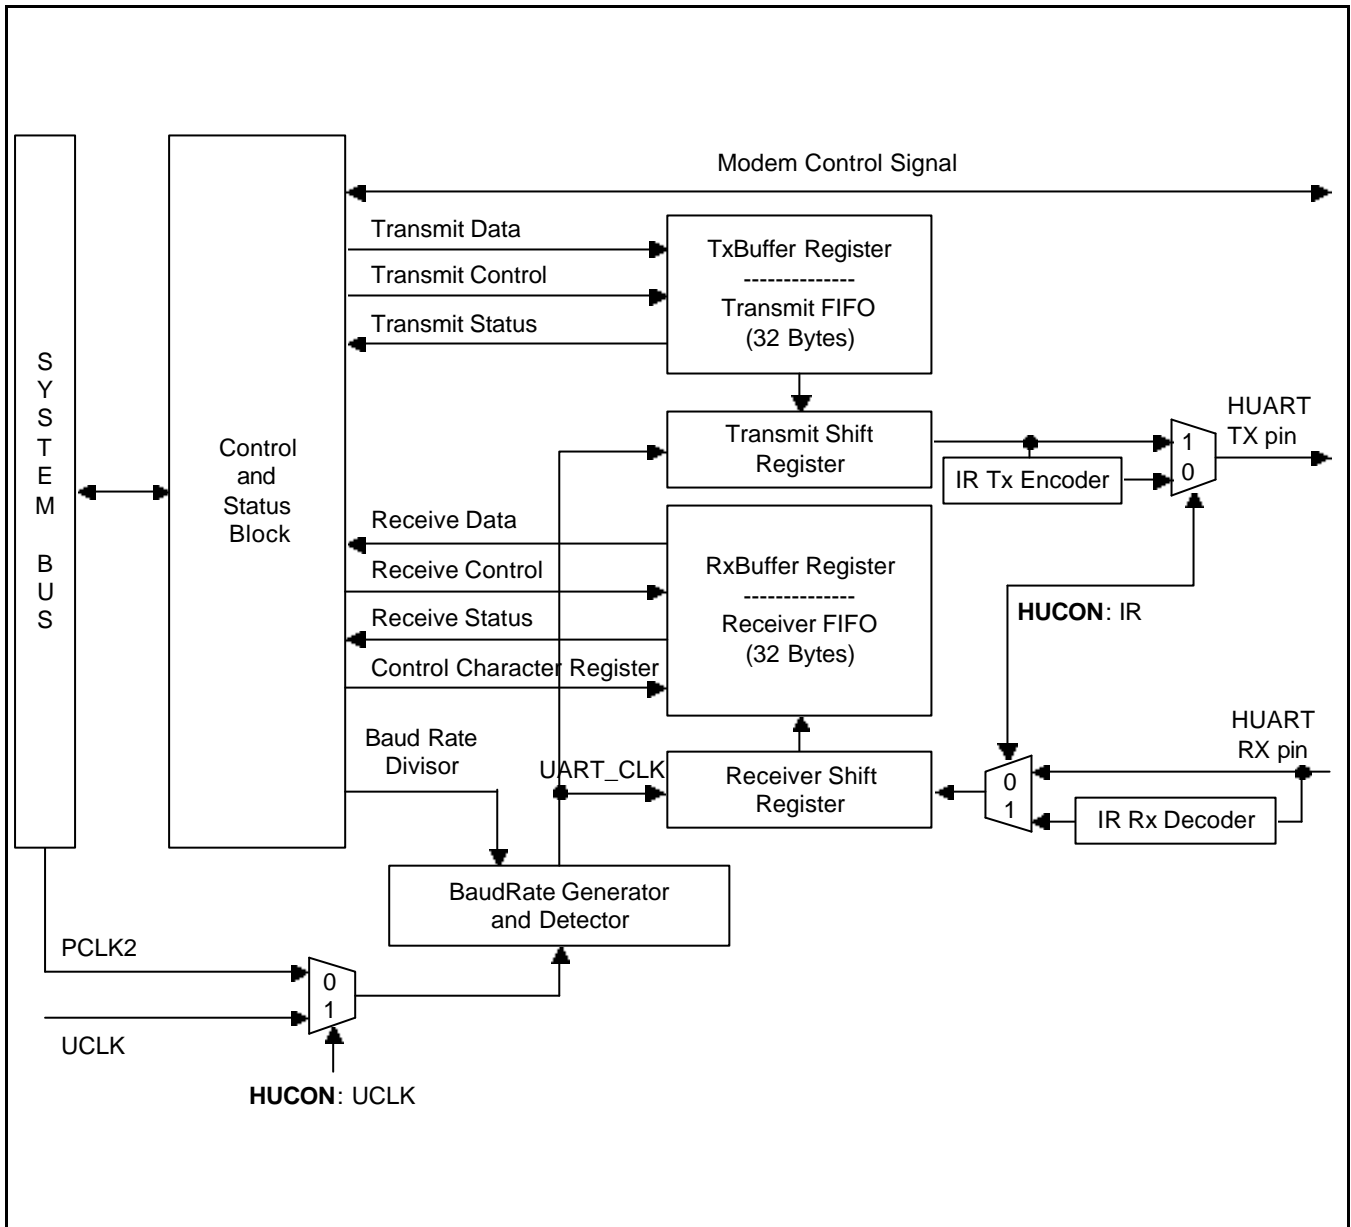 Modem Control Signal
Transmit Data
Transmit Control
Transmit Status
TxBuffer Register
--------------
Transmit FIFO
(32 Bytes)
SYSTEM BUS
Control
and
Status
Block
Transmit Shift
Register
IR Tx Encoder
1
0
HUART
TX pin
Receive Data
Receive Control
Receive Status
Control Character Register
RxBuffer Register
--------------
Receiver FIFO
(32 Bytes)
HUCON: IR
HUART
RX pin
Baud Rate
Divisor
UART_CLK
Receiver Shift
Register
0
1
IR Rx Decoder
BaudRate Generator
and Detector
PCLK2
0
1
UCLK
HUCON: UCLK